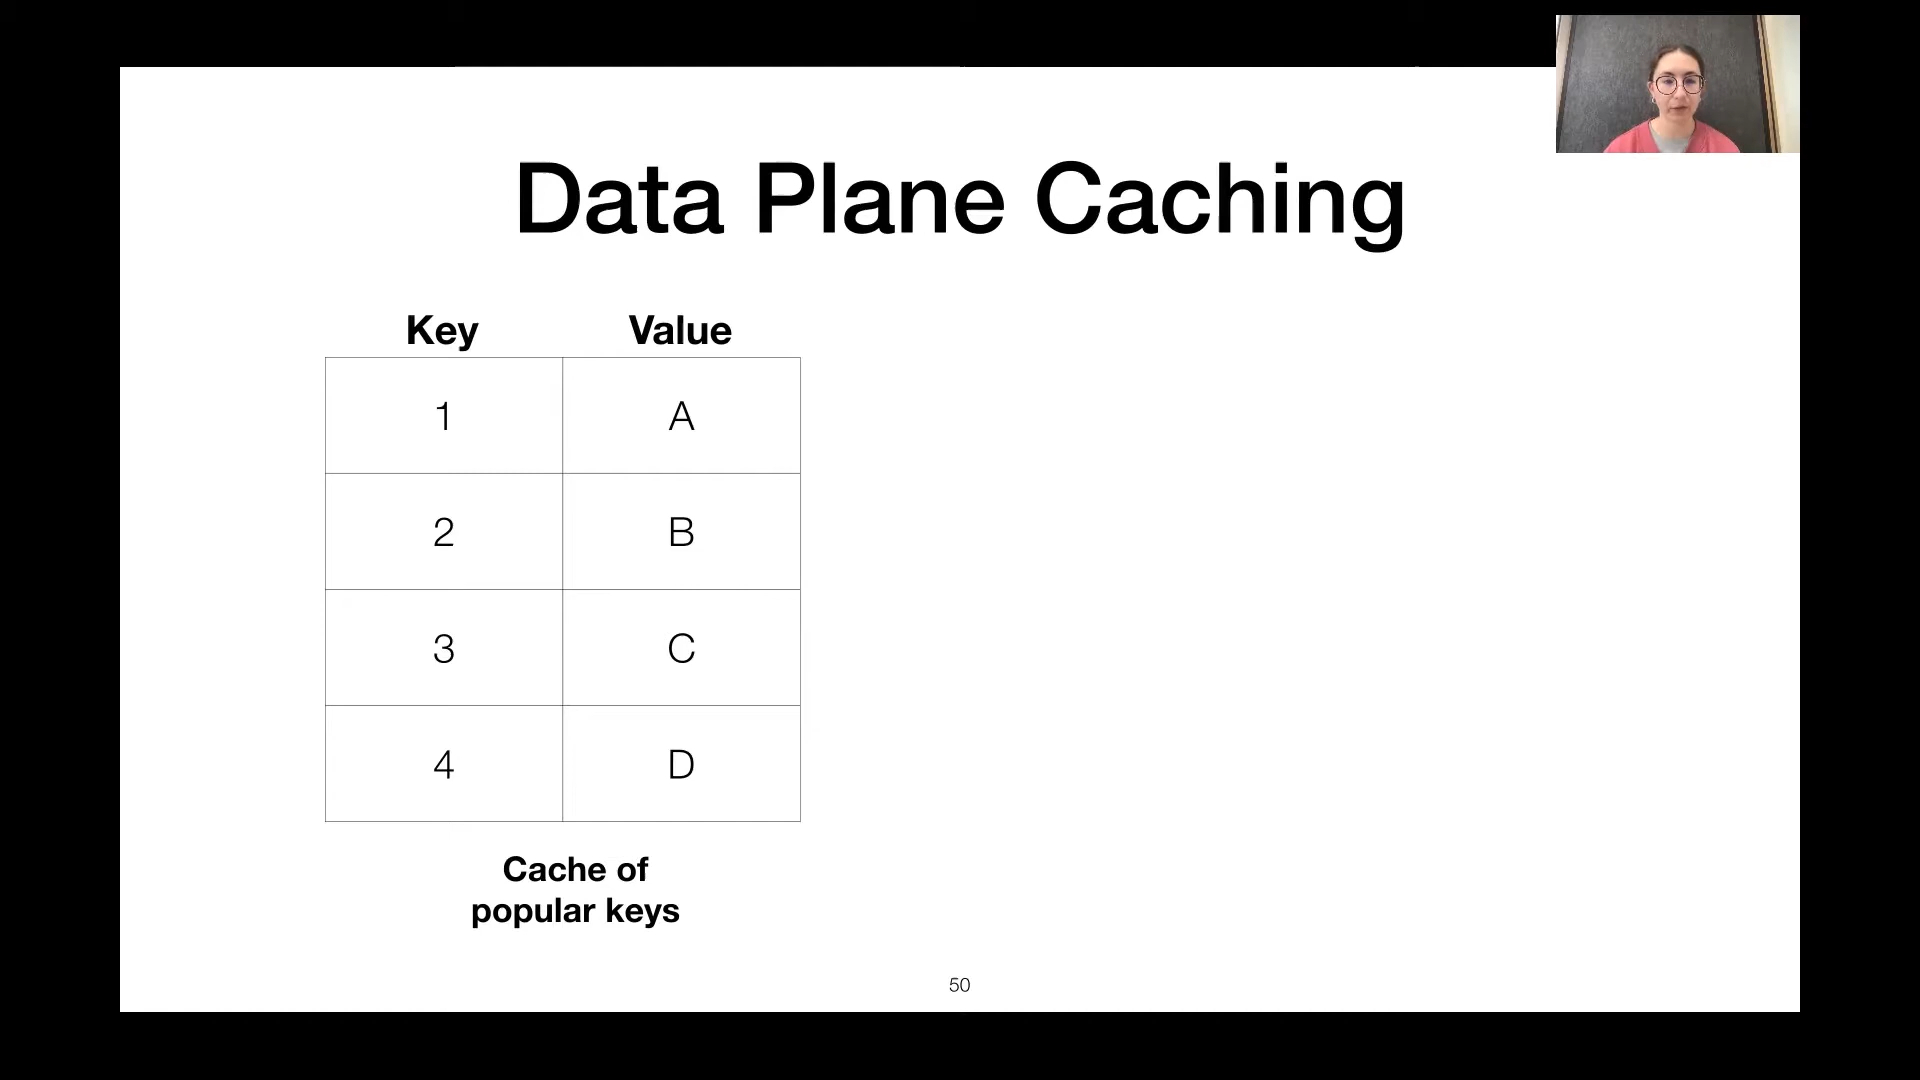 Data Plane Caching
Key Value
1 A
2 B
3 C
4 D
Cache of
popular keys
50